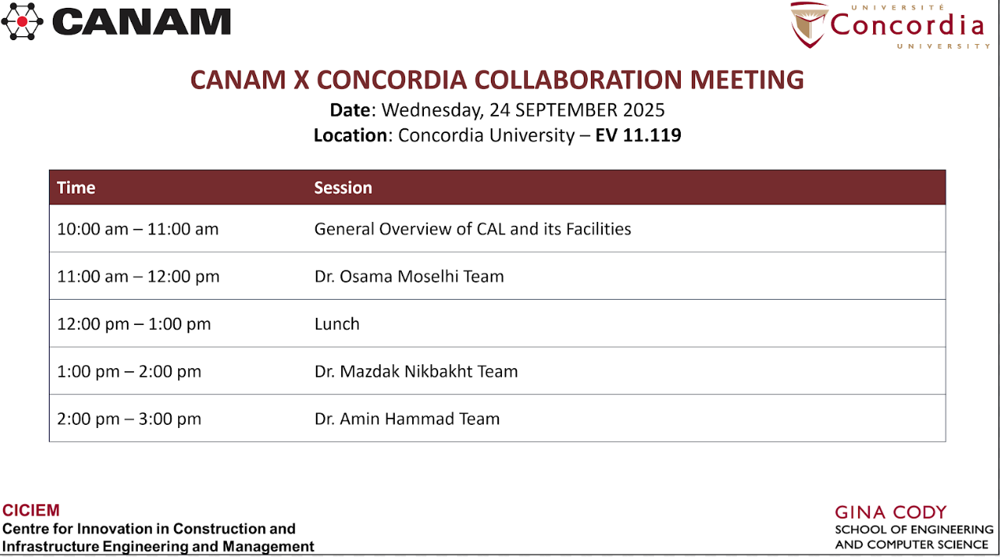 CANAM
UNIVERSITÉ
Concordia
UNIVERSITY
CANAM X CONCORDIA COLLABORATION MEETING
Date: Wednesday, 24 SEPTEMBER 2025
Location: Concordia University – EV 11.119
Time Session
10:00 am – 11:00 am General Overview of CAL and its Facilities
11:00 am – 12:00 pm Dr. Osama Moselhi Team
12:00 pm – 1:00 pm Lunch
1:00 pm – 2:00 pm Dr. Mazdak Nikbakht Team
2:00 pm – 3:00 pm Dr. Amin Hammad Team
CICIEM
Centre for Innovation in Construction and
Infrastructure Engineering and Management
GINA CODY
SCHOOL OF ENGINEERING
AND COMPUTER SCIENCE